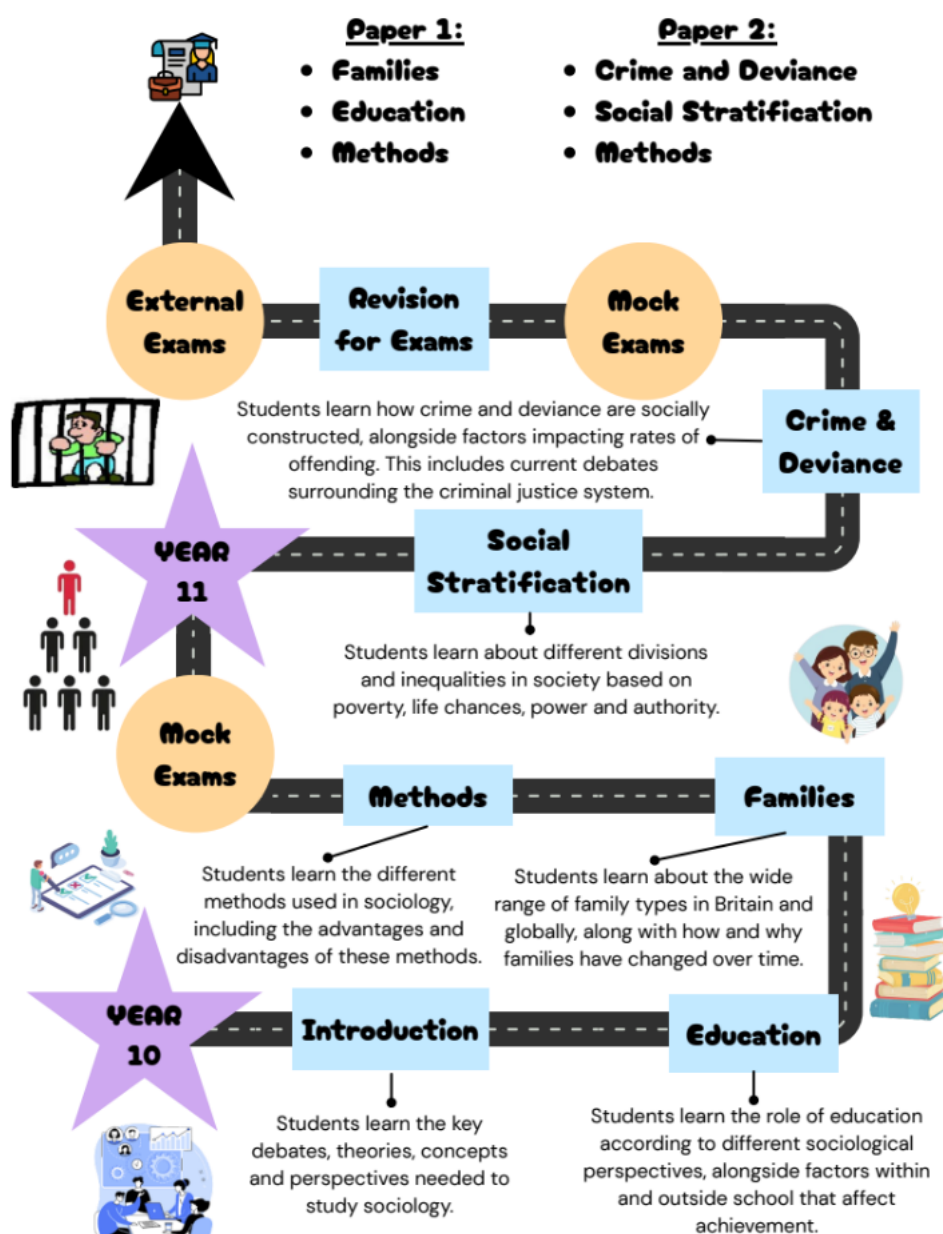 Paper 1:
• Families
• Education
• Methods
Paper 2:
• Crime and Deviance
• Social Stratification
• Methods
External
Exams
Revision
for Exams
Mock
Exams
Students learn how crime and deviance are socially
constructed, alongside factors impacting rates of
offending. This includes current debates
surrounding the criminal justice system.
Crime &
Deviance
YEAR
11
Social
Stratification
Students learn about different divisions
and inequalities in society based on
poverty, life chances, power and authority.
Mock
Exams
Methods
Families
Students learn the different
methods used in sociology,
including the advantages and
disadvantages of these methods.
Students learn about the wide
range of family types in Britain and
globally, along with how and why
families have changed over time.
YEAR
10
Introduction
Education
Students learn the key
debates, theories, concepts
and perspectives needed to
study sociology.
Students learn the role of education
according to different sociological
perspectives, alongside factors within
and outside school that affect
achievement.